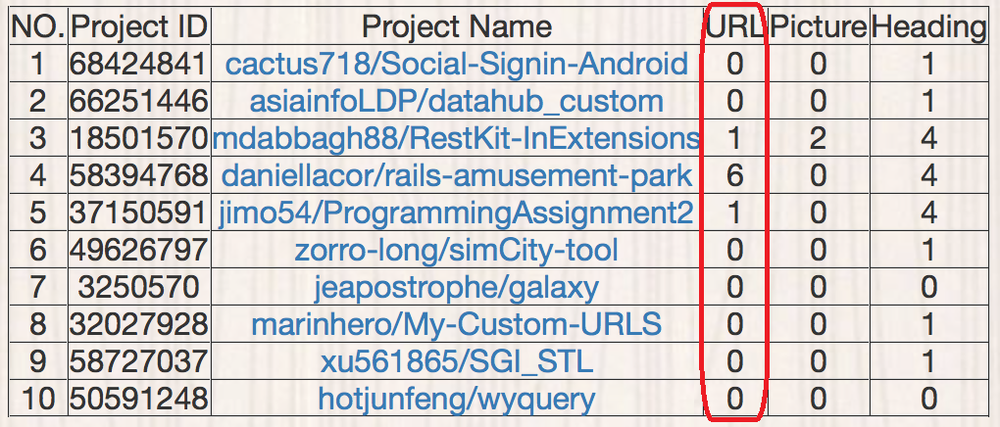 NO. Project ID Project Name URL Picture Heading
1 68424841 cactus718/Social-Signin-Android 0 0 1
2 66251446 asiainfoLDP/datahub_custom 0 0 1
3 18501570 mdabbagh88/RestKit-InExtensions 1 2 4
4 58394768 daniellacor/rails-amusement-park 6 0 4
5 37150591 jimo54/ProgrammingAssignment2 1 0 4
6 49626797 zorro-long/simCity-tool 0 0 1
7 3250570 jeapostrophe/galaxy 0 0 0
8 32027928 marinhero/My-Custom-URLS 0 0 1
9 58727037 xu561865/SGI_STL 0 0 1
10 50591248 hotjunfeng/wyquery 0 0 0